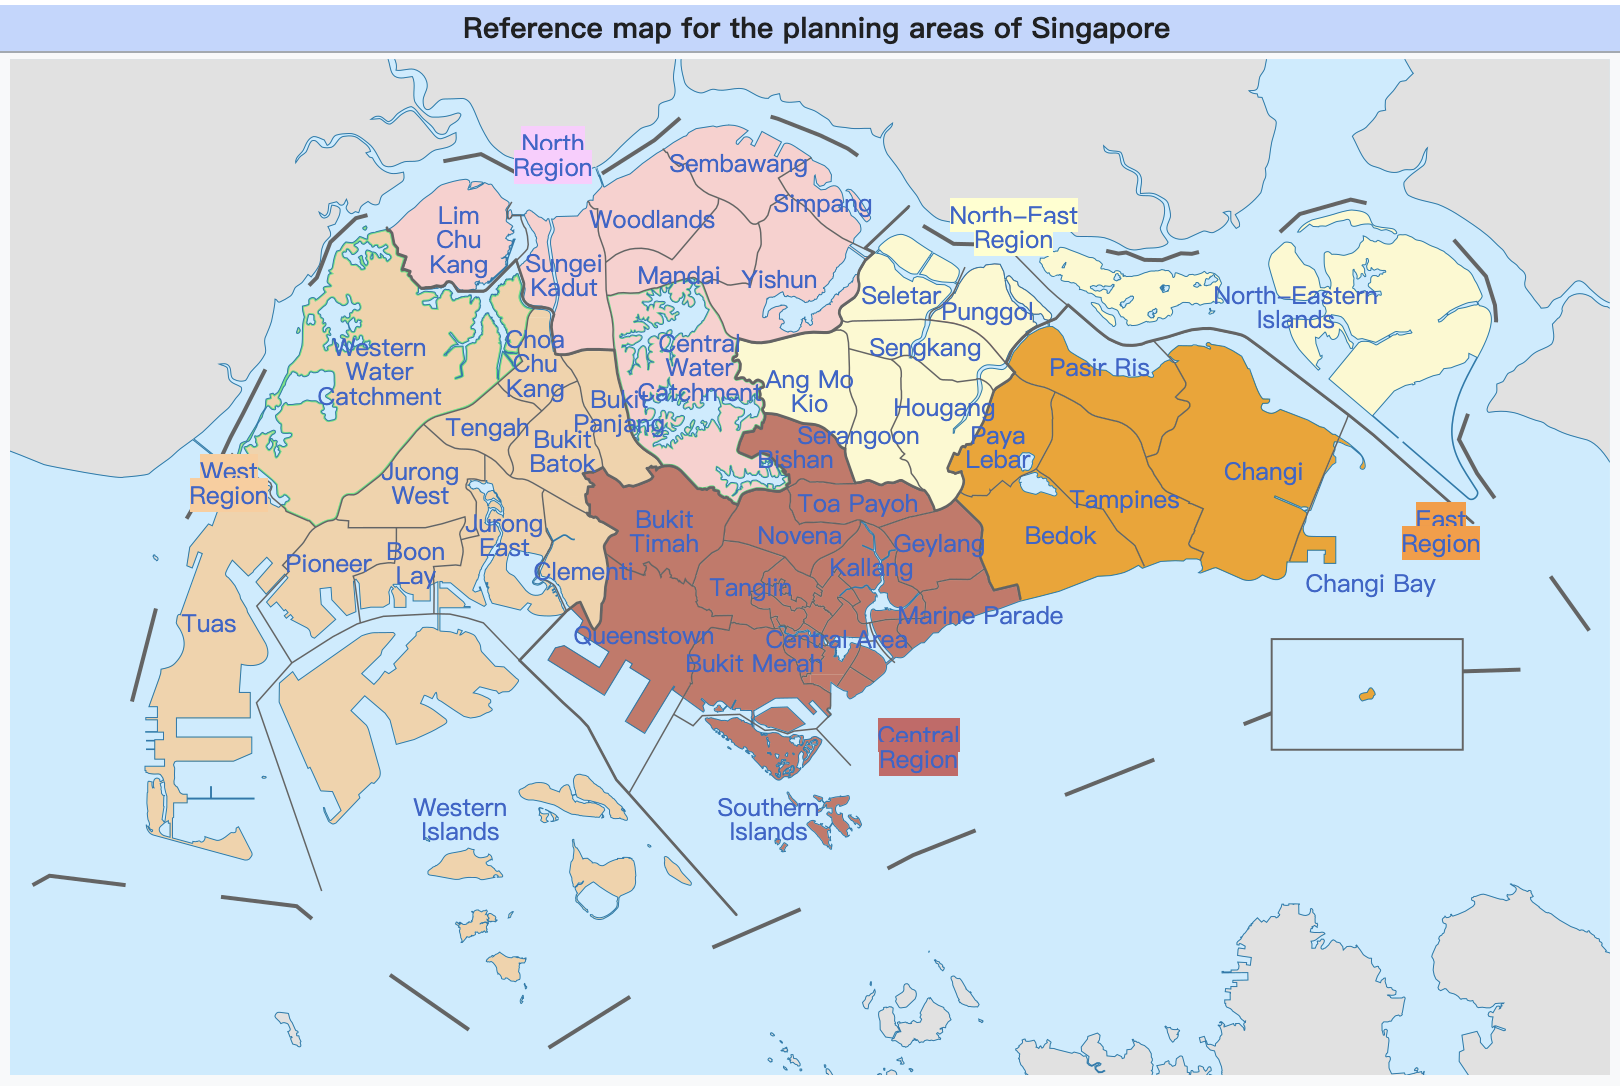 Reference map for the planning areas of Singapore
North
Region
Sembawang
Simpang
Lim
Chu
Kang
Woodlands
North-East
Region
Sungei
Kadut
Mandai
Yishun
Seletar
Punggol
North-Eastern
Islands
Western
Water
Catchment
Choa
Chu
Kang
Central
Water
Catchment
Sengkang
Pasir Ris
Ang Mo
Kio
Bukit
Panjang
Hougang
Tengah
Bukit
Batok
Serangoon
Bishan
Paya
Lebar
Changi
West
Region
Jurong
West
Toa Payoh
Tampines
Bukit
Timah
Jurong
East
Novena
Geylang
Bedok
East
Region
Pioneer
Boon
Lay
Clementi
Kallang
Tanglin
Changi Bay
Tuas
Marine Parade
Queenstown
Central Area
Bukit Merah
Central
Region
Western
Islands
Southern
Islands